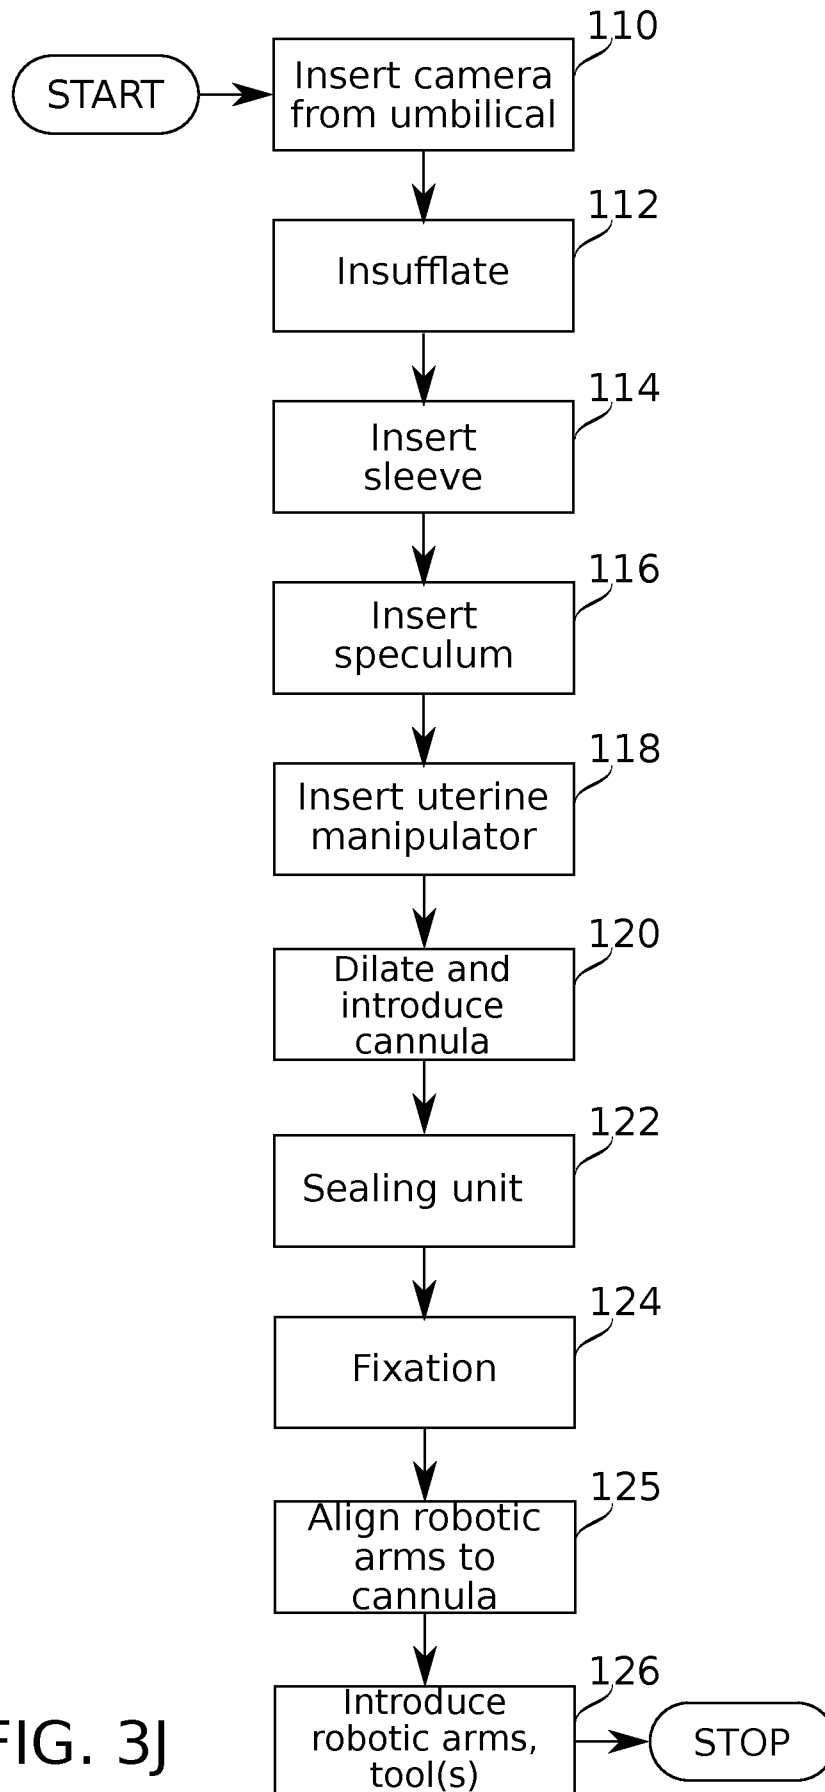 110
START
Insert camera
from umbilical
112
Insufflate
114
Insert
sleeve
116
Insert
speculum
118
Insert uterine
manipulator
120
Dilate and
introduce
cannula
122
Sealing unit
124
Fixation
125
Align robotic
arms to
cannula
126
Introduce
robotic arms,
tool(s)
STOP
FIG. 3J